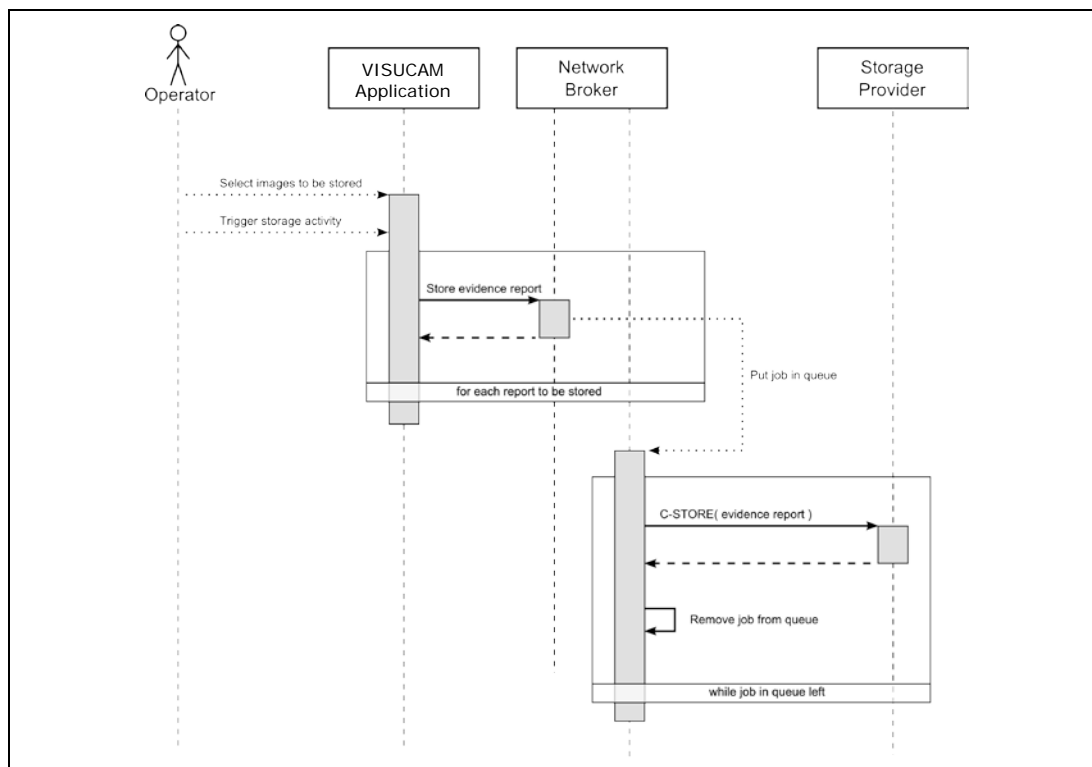 Operator
VISUCAM
Application
Network
Broker
Storage
Provider
Select images to be stored
Trigger storage activity
Store evidence report
Put job in queue
for each report to be stored
C-STORE( evidence report )
Remove job from queue
while job in queue left